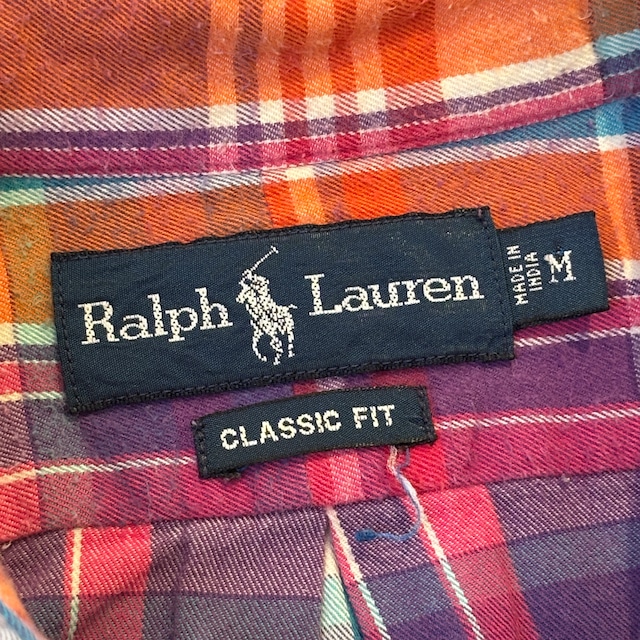 Ralph Lauren
MADE IN
INDIA
M
CLASSIC FIT